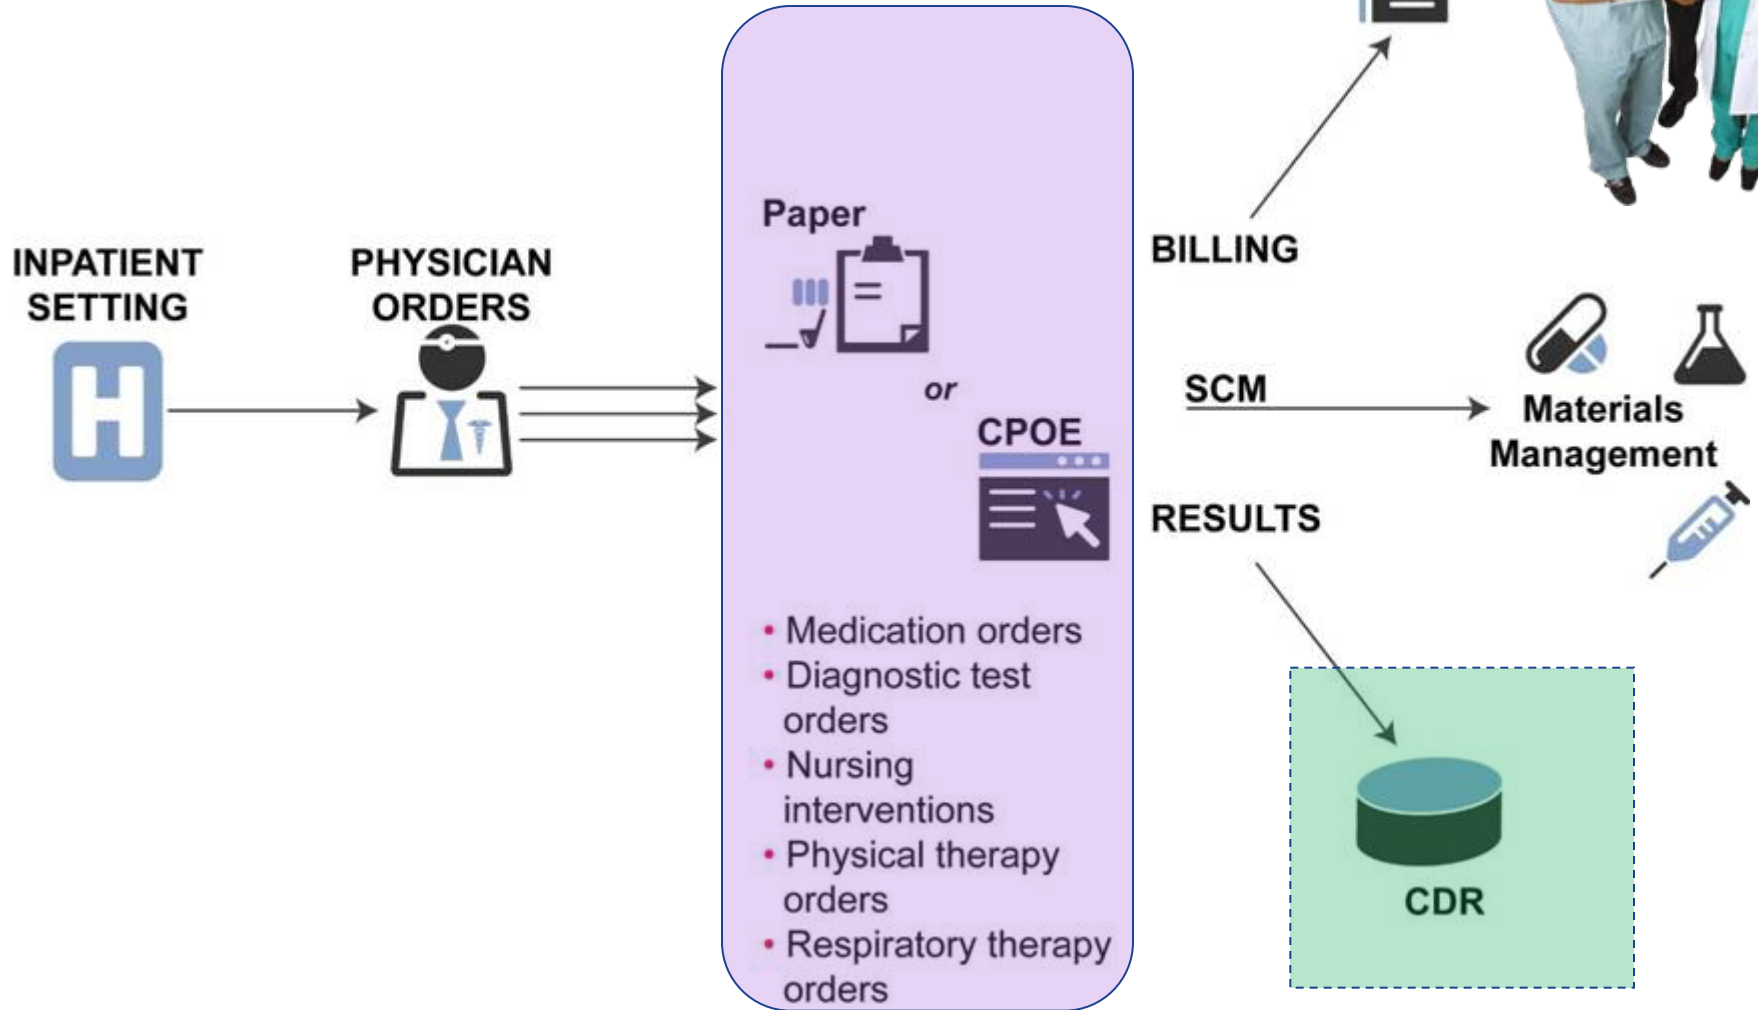 INPATIENT
SETTING
PHYSICIAN
ORDERS
Paper
or
CPOE
• Medication orders
• Diagnostic test
orders
• Nursing
interventions
• Physical therapy
orders
• Respiratory therapy
orders
BILLING
SCM
Materials
Management
RESULTS
CDR